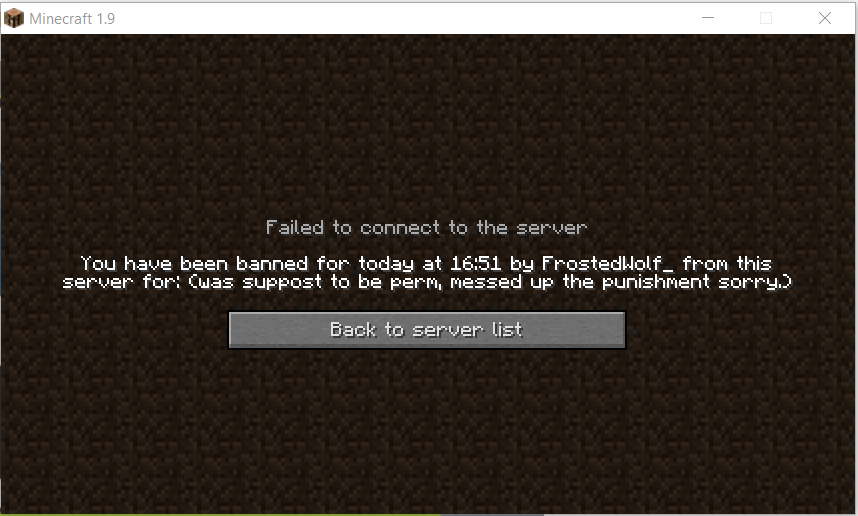 Minecraft 1.9
Failed to connect to the server
You have been banned for today at 16:51 by FrostedWolf_ from this
server for: (was suppost to be perm, messed up the punishment sorry.)
Back to server list